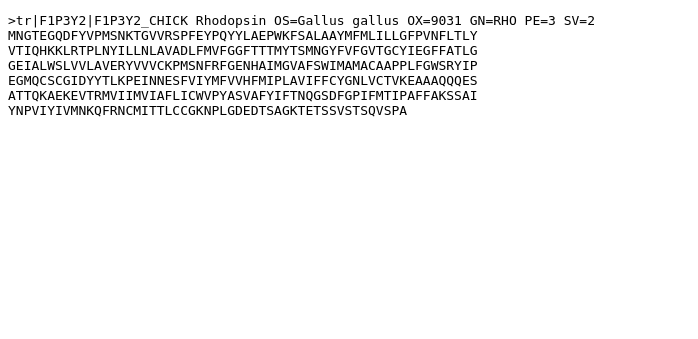 >tr|F1P3Y2|F1P3Y2_CHICK Rhodopsin OS=Gallus gallus OX=9031 GN=RHO PE=3 SV=2
MNGTEGQDFYVPMSNKTGVVRSPFEYPQYYLAEPWKFSALAAYMFMLILLGFPVNFLTLY
VTIQHKKLRTPLNYILLNLAVADLFMVFGGFTTTMYTSMNGYFVFGVTGCYIEGFFATLG
GEIALWSLVVLAVERYVVVCKPMSNFRFGENHAIMGVAFSWIMAMACAAPPLFGWSRYIP
EGMQCSCGIDYYTLKPEINNESFVIYMFVVHFMIPLAVIFFCYGNLVCTVKEAAAQQQES
ATTQKAEKEVTRMVIIMVIAFLICWVPYASVAFYIFTNQGSDFGPIFMTIPAFFAKSSAI
YNPVIYIVMNKQFRNCMITTLCCGKNPLGDEDTSAGKTETSSVSTSQVSPA